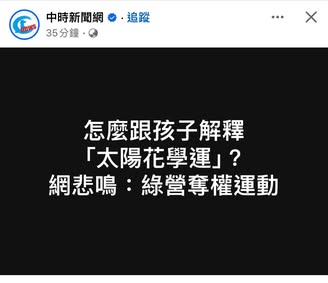 中時新聞網 · 追蹤
35分鐘 ·
怎麼跟孩子解釋
「太陽花學運」?
網悲鳴：綠營奪權運動